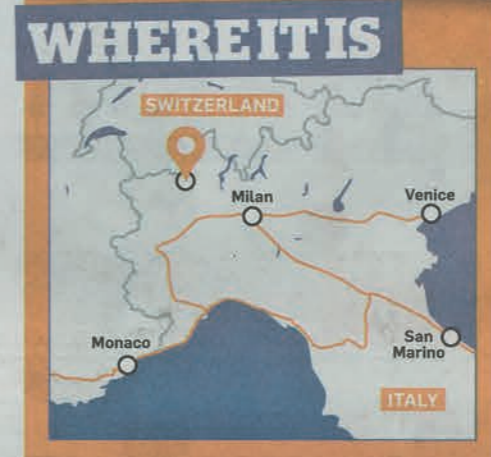 WHERE IT IS
SWITZERLAND
Milan
Venice
Monaco
San
Marino
ITALY